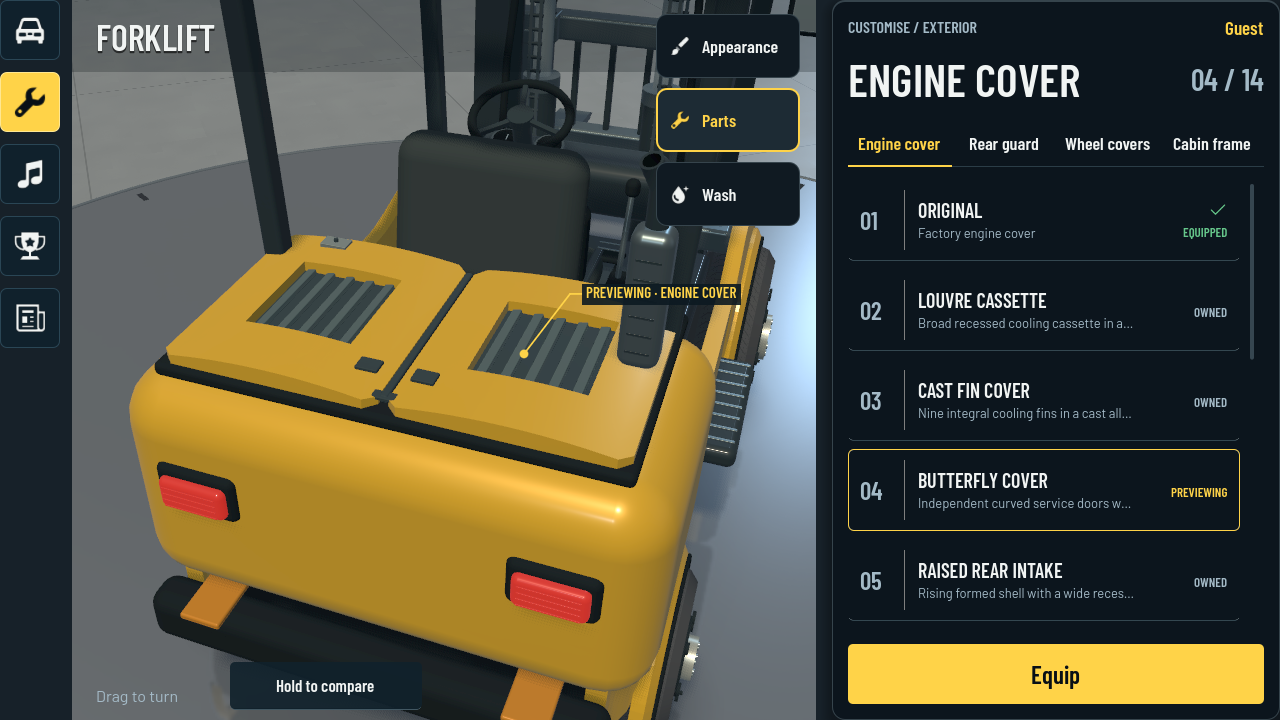 FORKLIFT
Appearance
Parts
Wash
PREVIEWING · ENGINE COVER
Drag to turn
Hold to compare
CUSTOMISE / EXTERIOR
Guest
ENGINE COVER
04 / 14
Engine cover
Rear guard
Wheel covers
Cabin frame
01
ORIGINAL
Factory engine cover
EQUIPPED
02
LOUVRE CASSETTE
Broad recessed cooling cassette in a...
OWNED
03
CAST FIN COVER
Nine integral cooling fins in a cast all...
OWNED
04
BUTTERFLY COVER
Independent curved service doors w...
PREVIEWING
05
RAISED REAR INTAKE
Rising formed shell with a wide reces...
OWNED
Equip